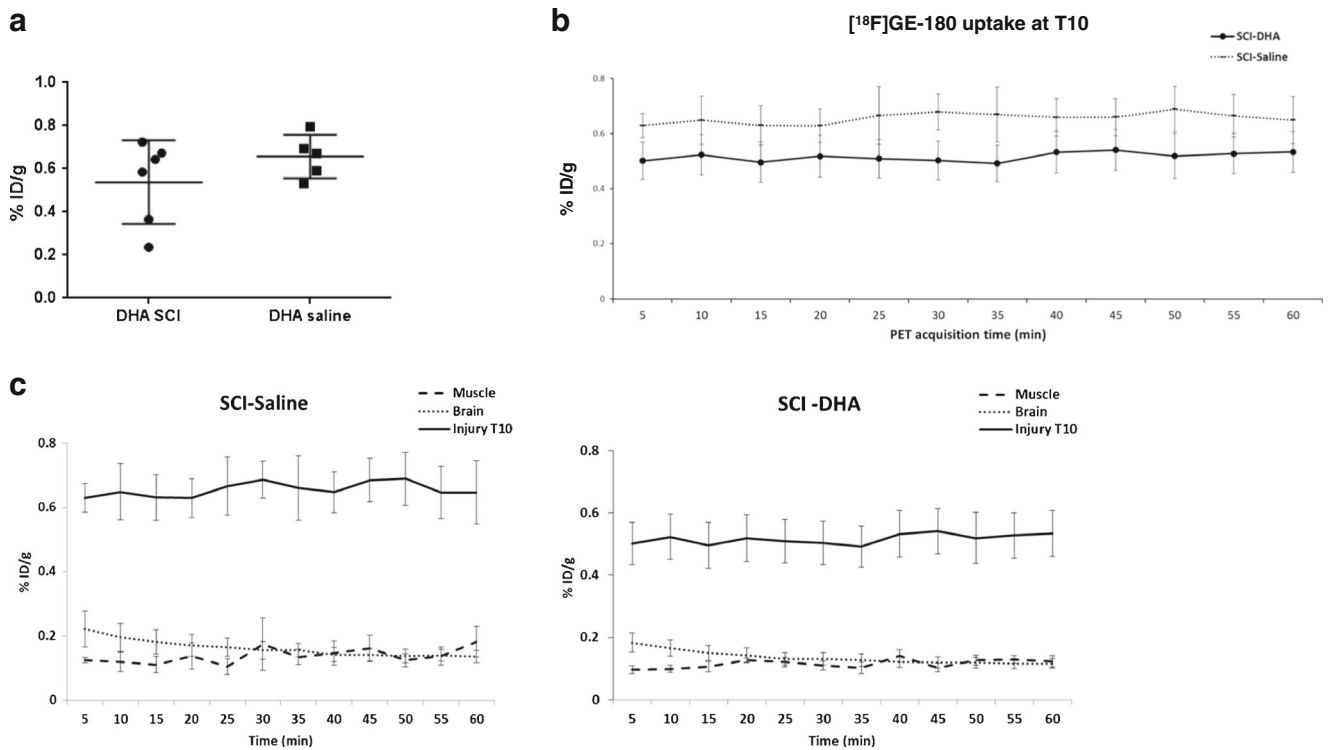 a
% ID/g
1.0
0.8
0.6
0.4
0.2
0.0
DHA SCI DHA saline
b
[¹⁸F]GE-180 uptake at T10
SCI-DHA
SCI-Saline
% ID/g
0.8
0.6
0.4
0.2
0
5 10 15 20 25 30 35 40 45 50 55 60
PET acquisition time (min)
c
SCI-Saline
Muscle
Brain
Injury T10
% ID/g
0.8
0.6
0.4
0.2
0
5 10 15 20 25 30 35 40 45 50 55 60
Time (min)
SCI -DHA
Muscle
Brain
Injury T10
% ID/g
0.8
0.6
0.4
0.2
0
5 10 15 20 25 30 35 40 45 50 55 60
Time (min)